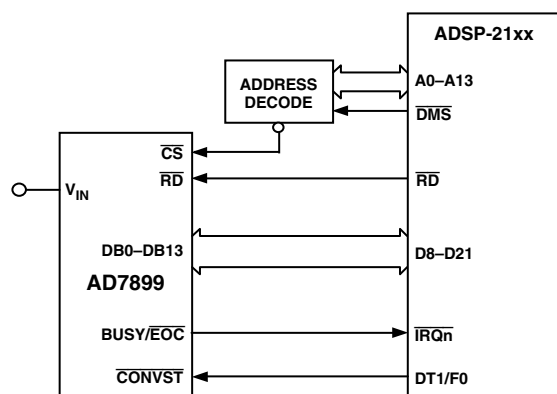 ADSP-21xx
ADDRESS
DECODE
A0–A13
DMS
CS
RD
RD
VIN
DB0–DB13
D8–D21
AD7899
BUSY/EOC
IRQn
CONVST
DT1/F0